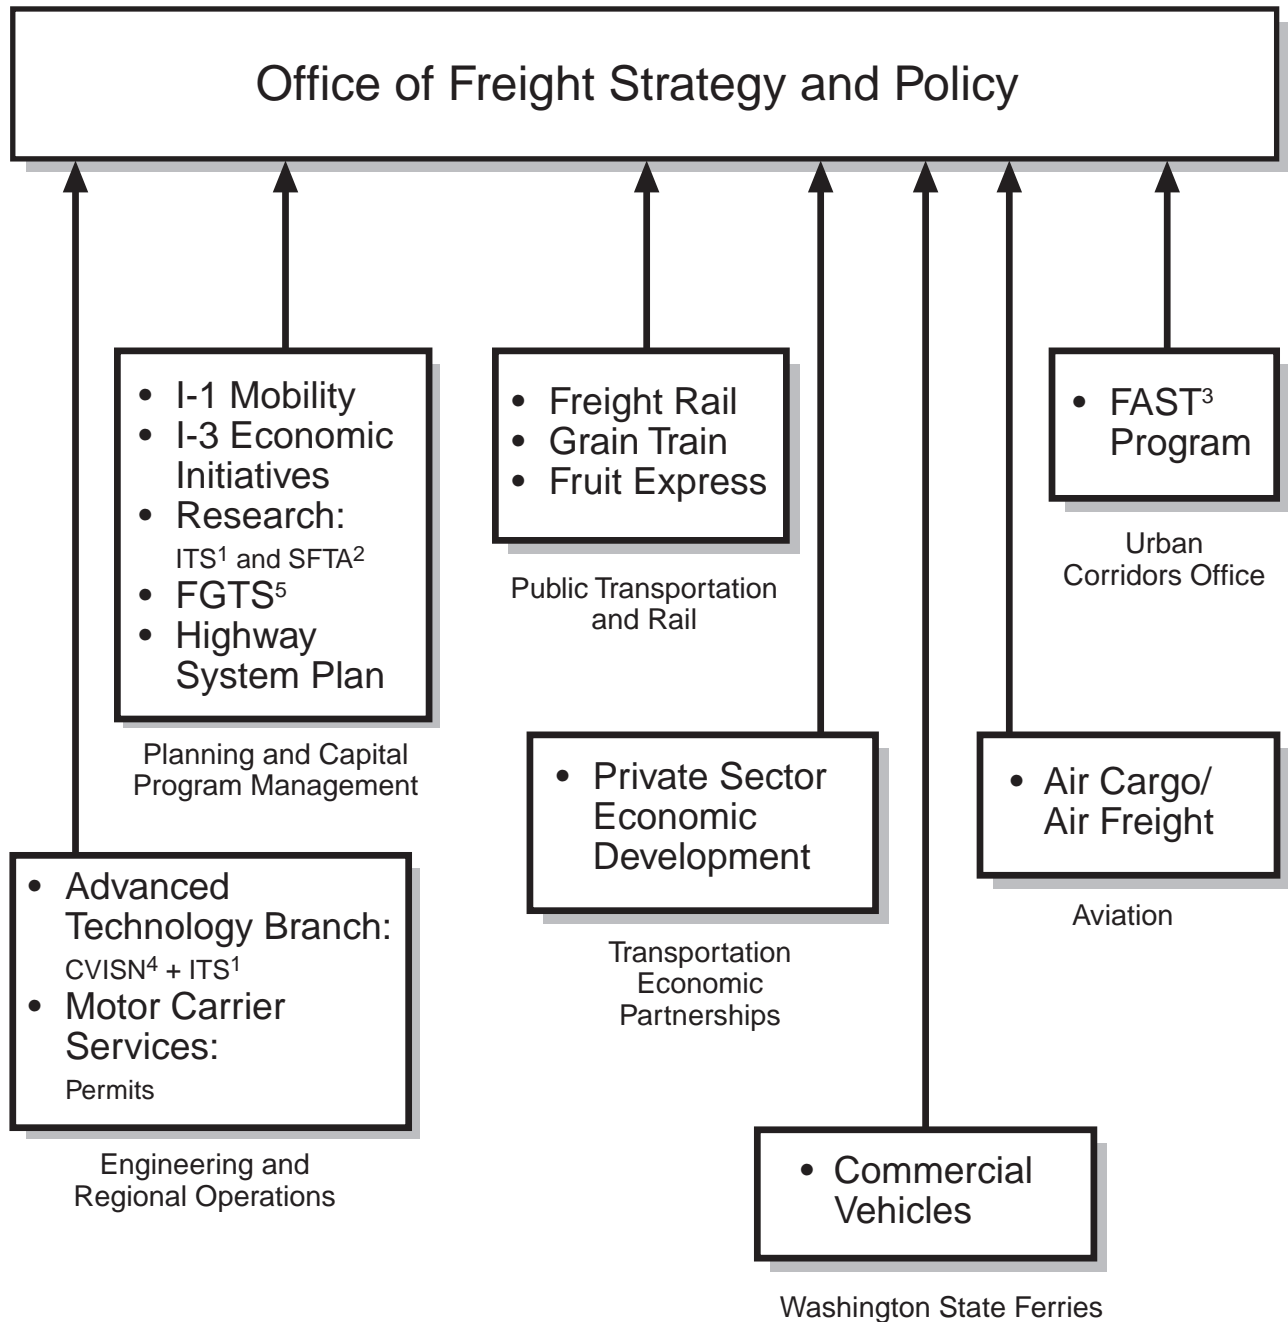 Office of Freight Strategy and Policy
• I-1 Mobility
• I-3 Economic
Initiatives
• Research:
ITS¹ and SFTA²
• FGTS⁵
• Highway
System Plan
Planning and Capital
Program Management
• Freight Rail
• Grain Train
• Fruit Express
Public Transportation
and Rail
• FAST³
Program
Urban
Corridors Office
• Private Sector
Economic
Development
Transportation
Economic
Partnerships
• Air Cargo/
Air Freight
Aviation
• Advanced
Technology Branch:
CVISN⁴ + ITS¹
• Motor Carrier
Services:
Permits
Engineering and
Regional Operations
• Commercial
Vehicles
Washington State Ferries